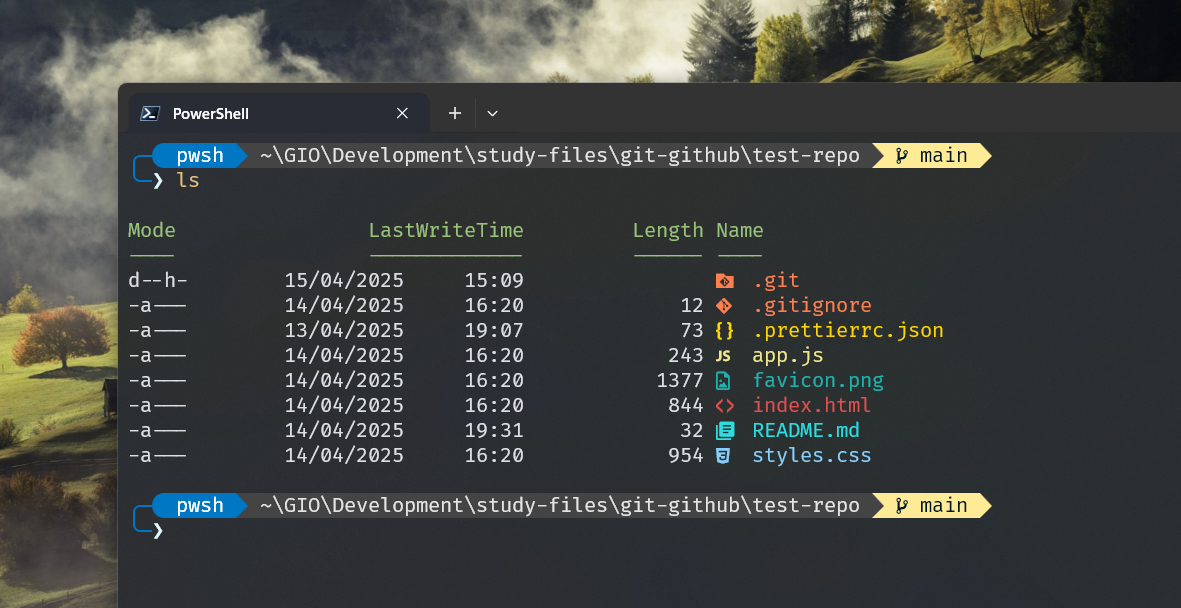 PowerShell
pwsh ~\GIO\Development\study-files\git-github\test-repo main
❯ ls
Mode LastWriteTime Length Name
---- ------------- ------ ----
d--h- 15/04/2025 15:09 .git
-a--- 14/04/2025 16:20 12 .gitignore
-a--- 13/04/2025 19:07 73 {} .prettierrc.json
-a--- 14/04/2025 16:20 243 JS app.js
-a--- 14/04/2025 16:20 1377 favicon.png
-a--- 14/04/2025 16:20 844 <> index.html
-a--- 14/04/2025 19:31 32 README.md
-a--- 14/04/2025 16:20 954 styles.css
pwsh ~\GIO\Development\study-files\git-github\test-repo main
❯